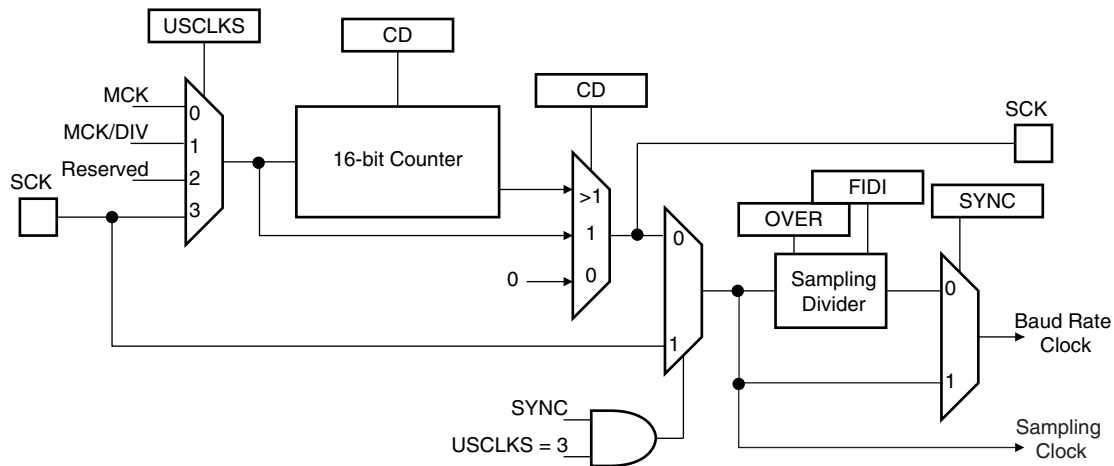 USCLKS
CD
CD
MCK
MCK/DIV
Reserved
SCK
0
1
2
3
16-bit Counter
>1
1
0
0
SCK
FIDI
OVER
SYNC
0
1
Sampling
Divider
0
1
Baud Rate
Clock
SYNC
USCLKS = 3
Sampling
Clock